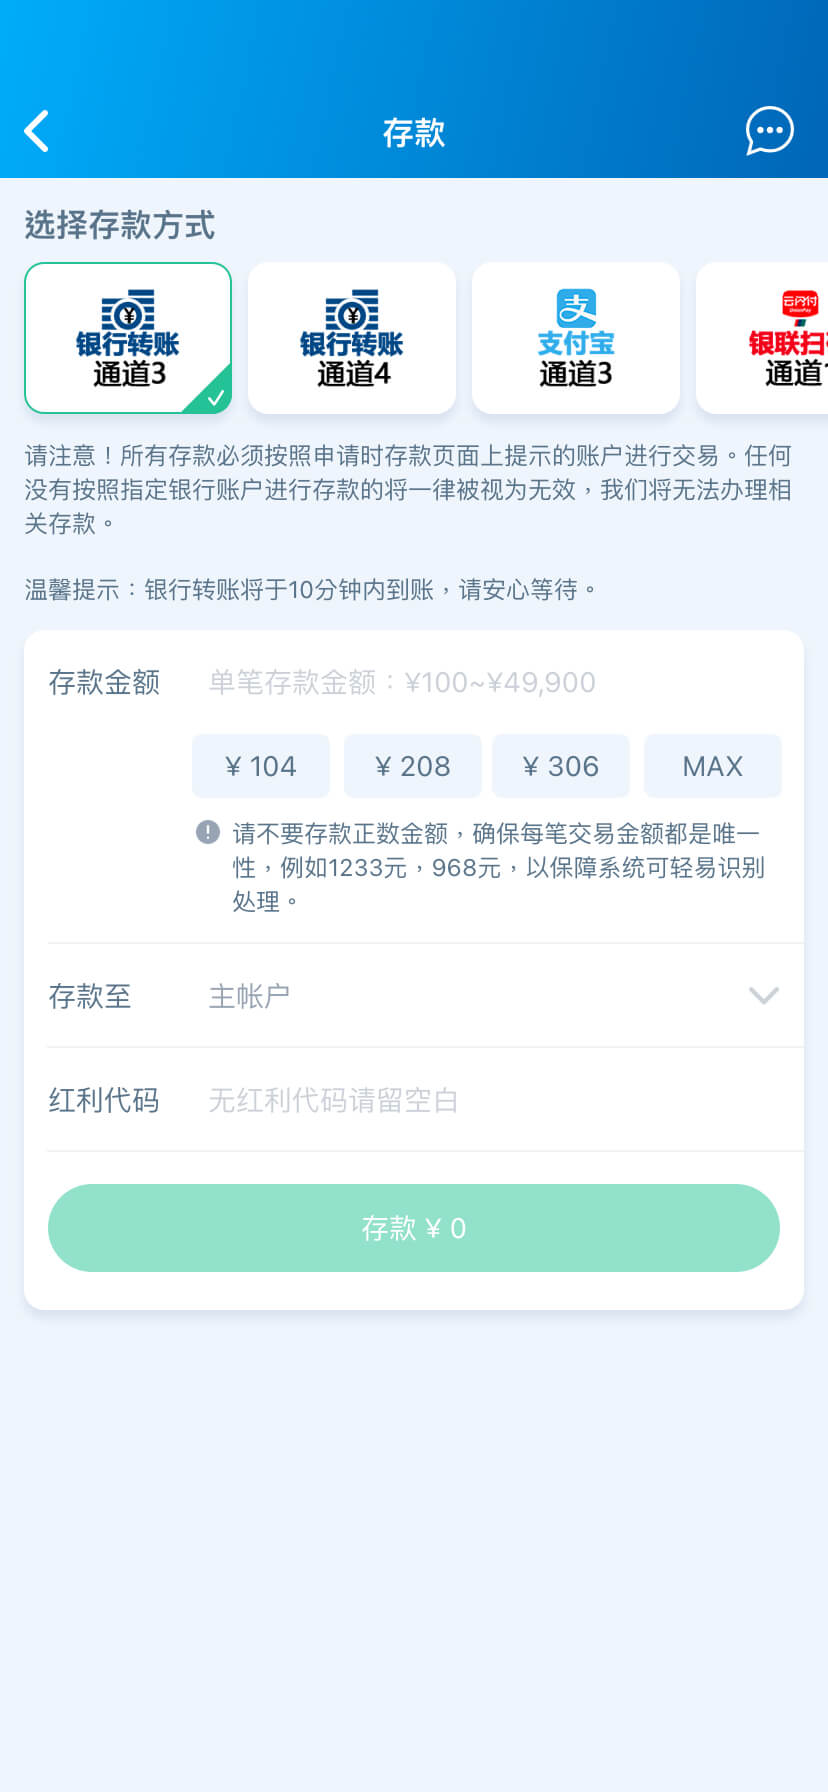 存款
选择存款方式
银行转账
通道3
银行转账
通道4
支
支付宝
通道3
云闪付
UnionPay
银联扫
通道1
请注意！所有存款必须按照申请时存款页面上提示的账户进行交易。任何
没有按照指定银行账户进行存款的将一律被视为无效，我们将无法办理相
关存款。
温馨提示：银行转账将于10分钟内到账，请安心等待。
存款金额
单笔存款金额：¥100~¥49,900
¥ 104
¥ 208
¥ 306
MAX
请不要存款正数金额，确保每笔交易金额都是唯一
性，例如1233元，968元，以保障系统可轻易识别
处理。
存款至
主帐户
红利代码
无红利代码请留空白
存款 ¥ 0